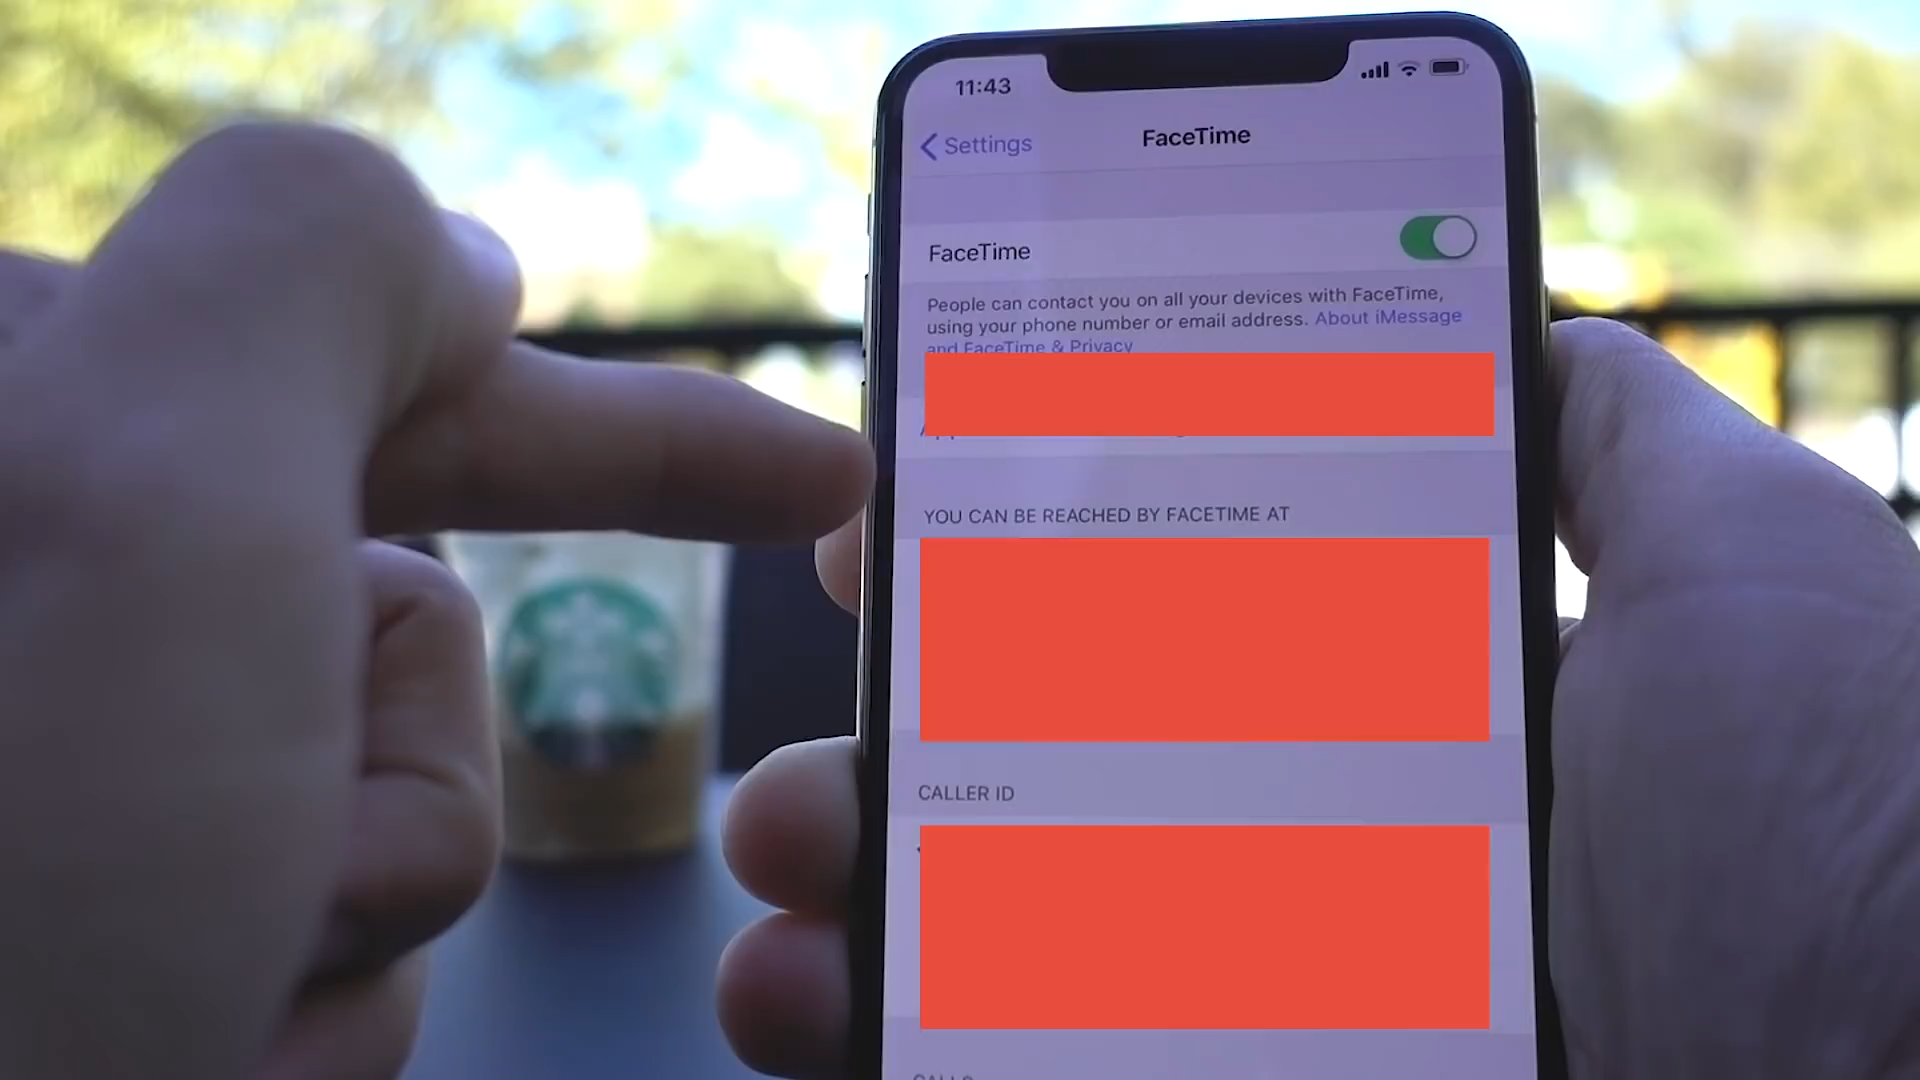 11:43
Settings
FaceTime
FaceTime
People can contact you on all your devices with FaceTime,
using your phone number or email address. About iMessage
and FaceTime & Privacy
YOU CAN BE REACHED BY FACETIME AT
CALLER ID